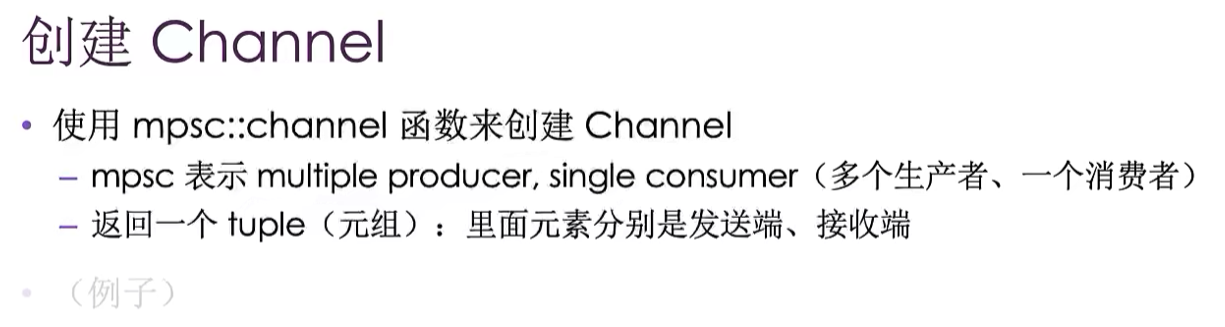 创建 Channel
• 使用 mpsc::channel 函数来创建 Channel
– mpsc 表示 multiple producer, single consumer（多个生产者、一个消费者）
– 返回一个 tuple（元组）：里面元素分别是发送端、接收端
• （例子）